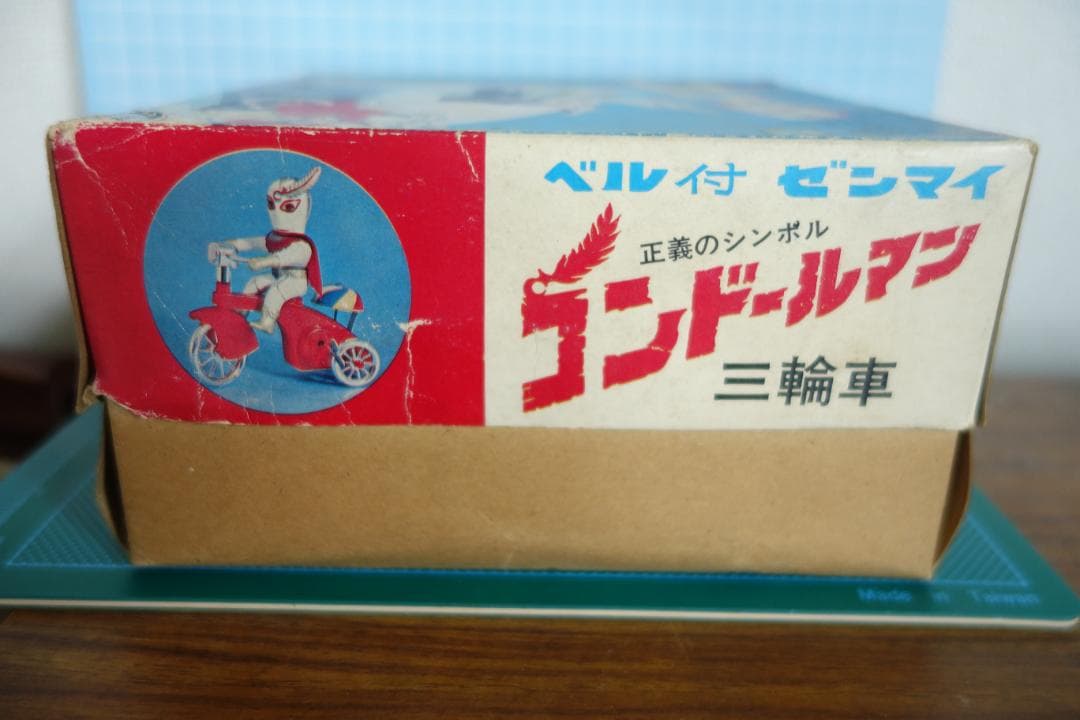 ベル付 ゼンマイ
正義のシンボル
コンドールマン
三輪車
Made in Taiwan